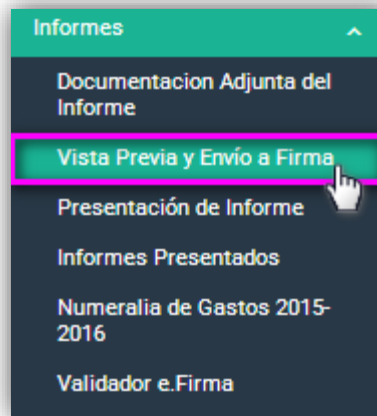 Informes
Documentacion Adjunta del
Informe
Vista Previa y Envío a Firma
Presentación de Informe
Informes Presentados
Numeralia de Gastos 2015-
2016
Validador e.Firma